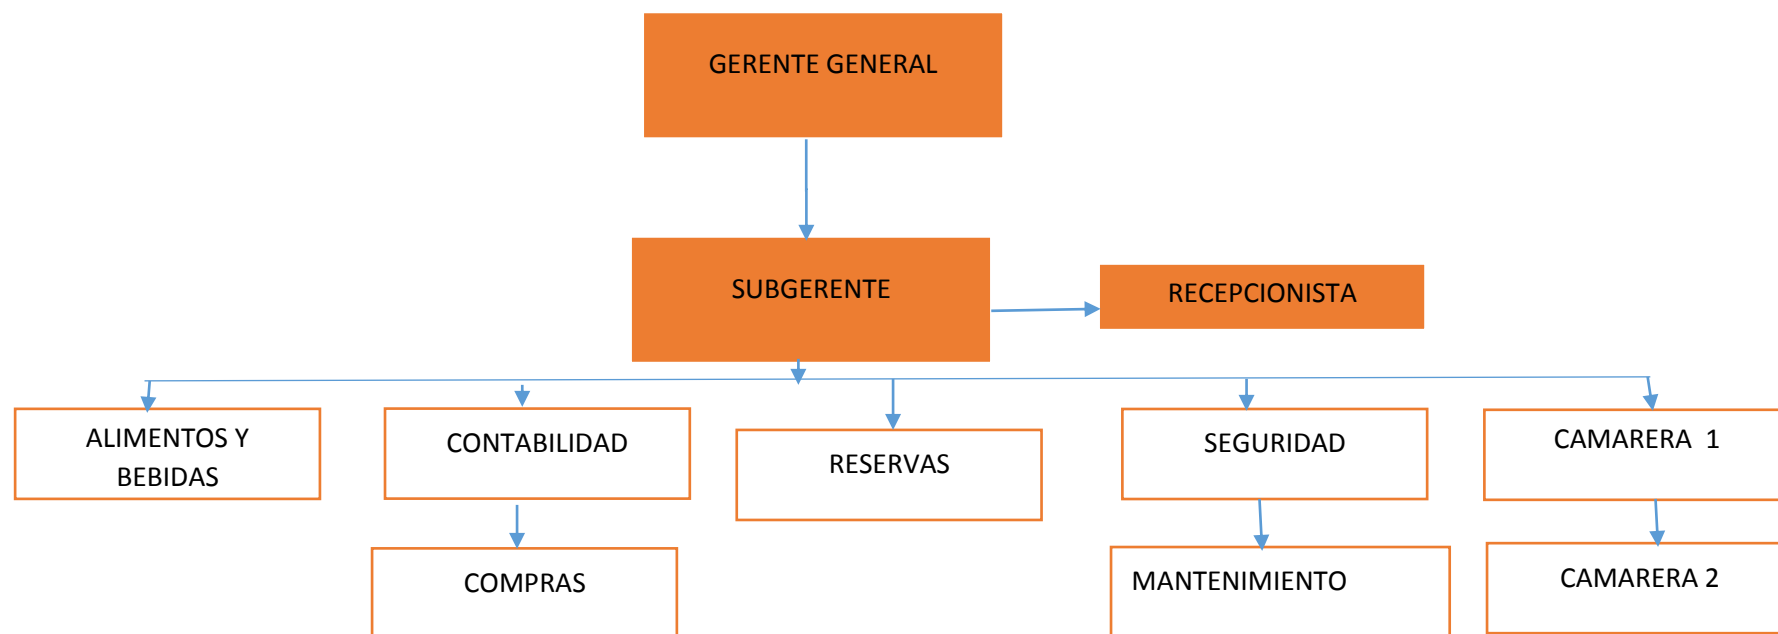 GERENTE GENERAL
SUBGERENTE
RECEPCIONISTA
ALIMENTOS Y
BEBIDAS
CONTABILIDAD
RESERVAS
SEGURIDAD
CAMARERA 1
COMPRAS
MANTENIMIENTO
CAMARERA 2